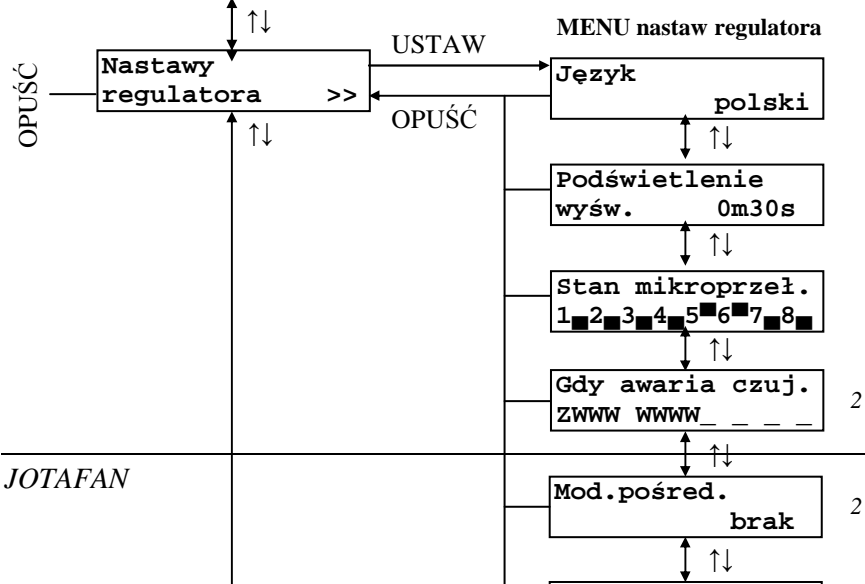 ↑↓
USTAW
MENU nastaw regulatora
OPUŚĆ
Nastawy
regulatora >>
OPUŚĆ
↑↓
Język
polski
↑↓
Podświetlenie
wyśw. 0m30s
↑↓
Stan mikroprzeł.
1▄2▄3▄4▄5▀6▀7▄8▄
↑↓
Gdy awaria czuj.
ZWWW WWWW_ _ _ _
2
↑↓
JOTAFAN
Mod.pośred.
brak
2
↑↓